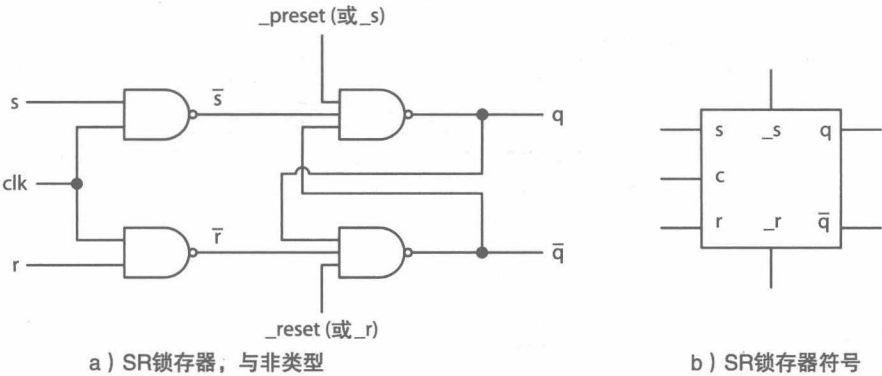 _preset (或_s)
s
s̄
q
clk
r̄
r
q̄
_reset (或_r)
a）SR锁存器，与非类型
s _s q
c
r _r q̄
b）SR锁存器符号